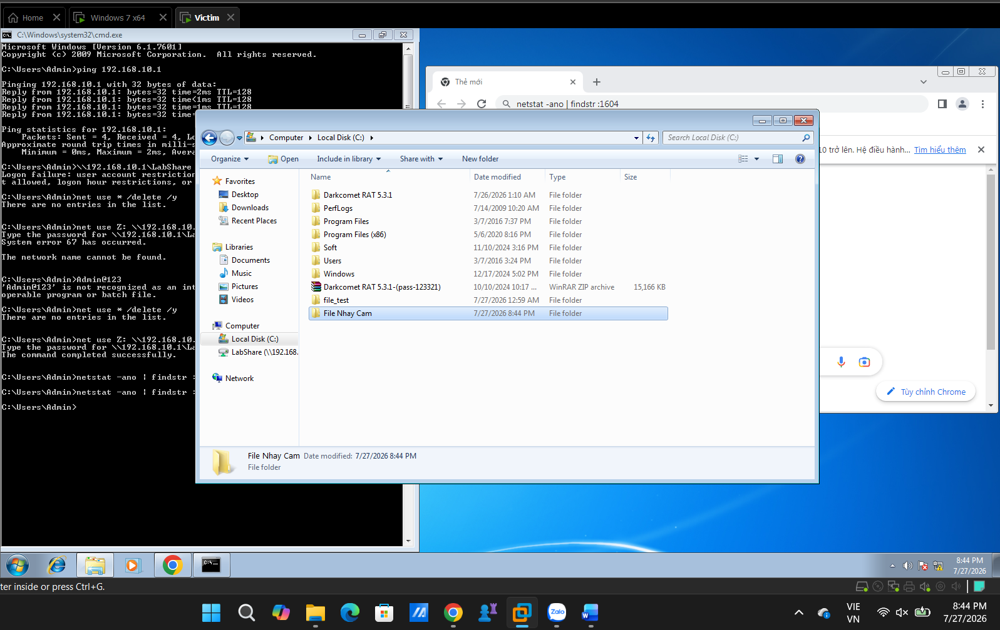 Home
Windows 7 x64
Victim
C:\Windows\system32\cmd.exe
Microsoft Windows [Version 6.1.7601]
Copyright (c) 2009 Microsoft Corporation.  All rights reserved.
C:\Users\Admin>ping 192.168.10.1
Pinging 192.168.10.1 with 32 bytes of data:
Reply from 192.168.10.1: bytes=32 time=2ms TTL=128
Reply from 192.168.10.1: bytes=32 time<1ms TTL=128
Reply from 192.168.10.1: bytes=32 time=1ms TTL=128
Reply from 192.168.10.1: bytes=32 time=
Ping statistics for 192.168.10.1:
Packets: Sent = 4, Received = 4, Lo
Approximate round trip times in milli-s
Minimum = 0ms, Maximum = 2ms, Avera
C:\Users\Admin>\\192.168.10.1\LabShare
Logon failure: user account restriction
t allowed, logon hour restrictions, or
C:\Users\Admin>net use * /delete /y
There are no entries in the list.
C:\Users\Admin>net use Z: \\192.168.10.
Type the password for \\192.168.10.1\La
System error 67 has occurred.
The network name cannot be found.
C:\Users\Admin>Admin@123
'Admin@123' is not recognized as an int
operable program or batch file.
C:\Users\Admin>net use * /delete /y
There are no entries in the list.
C:\Users\Admin>net use Z: \\192.168.10.
Type the password for \\192.168.10.1\La
The command completed successfully.
C:\Users\Admin>netstat -ano | findstr :
C:\Users\Admin>netstat -ano | findstr :
C:\Users\Admin>
Thẻ mới
netstat -ano | findstr :1604
10 trở lên. Hệ điều hành... Tìm hiểu thêm
Tùy chỉnh Chrome
Computer Local Disk (C:)
Search Local Disk (C:)
Organize Open Include in library Share with New folder
Favorites
Desktop
Downloads
Recent Places
Libraries
Documents
Music
Pictures
Videos
Computer
Local Disk (C:)
LabShare (\\192.168.
Network
Name Date modified Type Size
Darkcomet RAT 5.3.1 7/26/2026 1:10 AM File folder
PerfLogs 7/14/2009 10:20 AM File folder
Program Files 3/7/2016 7:37 PM File folder
Program Files (x86) 5/6/2020 8:16 PM File folder
Soft 11/10/2024 3:16 PM File folder
Users 3/7/2016 3:24 PM File folder
Windows 12/17/2024 5:02 PM File folder
Darkcomet RAT 5.3.1-(pass-123321) 10/10/2024 10:17 ... WinRAR ZIP archive 15,166 KB
file_test 7/27/2026 12:59 AM File folder
File Nhay Cam 7/27/2026 8:44 PM File folder
File Nhay Cam Date modified: 7/27/2026 8:44 PM
File folder
8:44 PM
7/27/2026
ter inside or press Ctrl+G.
Zalo
W
VIE
VN
8:44 PM
7/27/2026